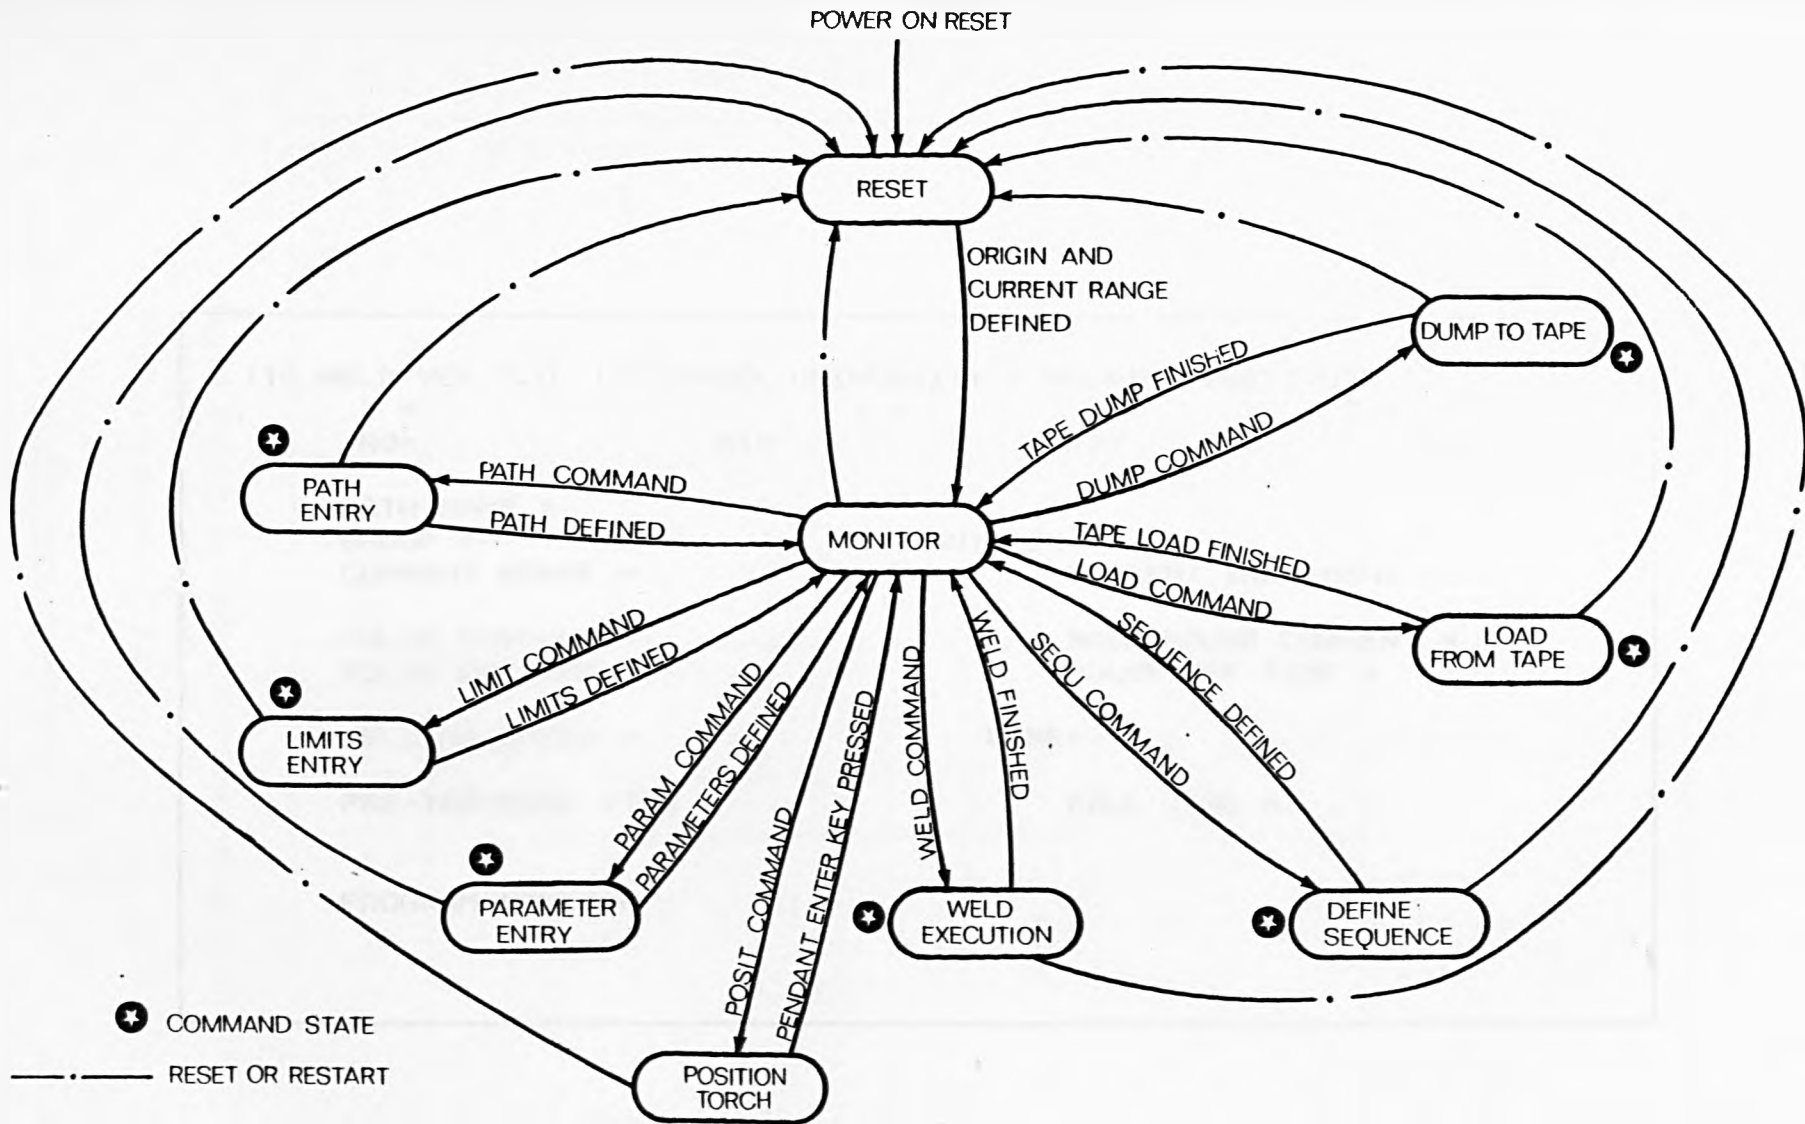 POWER ON RESET
RESET
ORIGIN AND
CURRENT RANGE
DEFINED
DUMP TO TAPE
TAPE DUMP FINISHED
DUMP COMMAND
PATH
ENTRY
PATH COMMAND
PATH DEFINED
MONITOR
TAPE LOAD FINISHED
LOAD COMMAND
LOAD
FROM TAPE
LIMIT COMMAND
LIMITS DEFINED
LIMITS
ENTRY
PARAM COMMAND
PARAMETERS DEFINED
POSIT COMMAND
PENDANT ENTER KEY PRESSED
WELD COMMAND
WELD FINISHED
SEQU COMMAND
SEQUENCE DEFINED
PARAMETER
ENTRY
WELD
EXECUTION
DEFINE
SEQUENCE
POSITION
TORCH
COMMAND STATE
RESET OR RESTART